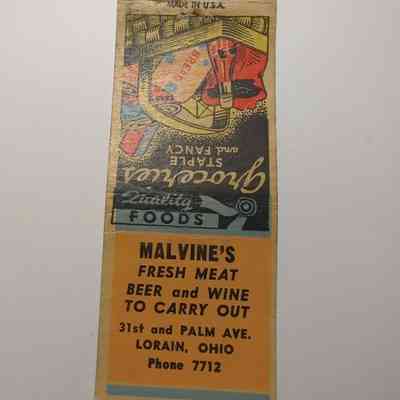 MADE IN U.S.A.
BREAD
Groceries
STAPLE
and FANCY
Quality
FOODS
MALVINE'S
FRESH MEAT
BEER and WINE
TO CARRY OUT
31st and PALM AVE.
LORAIN, OHIO
Phone 7712